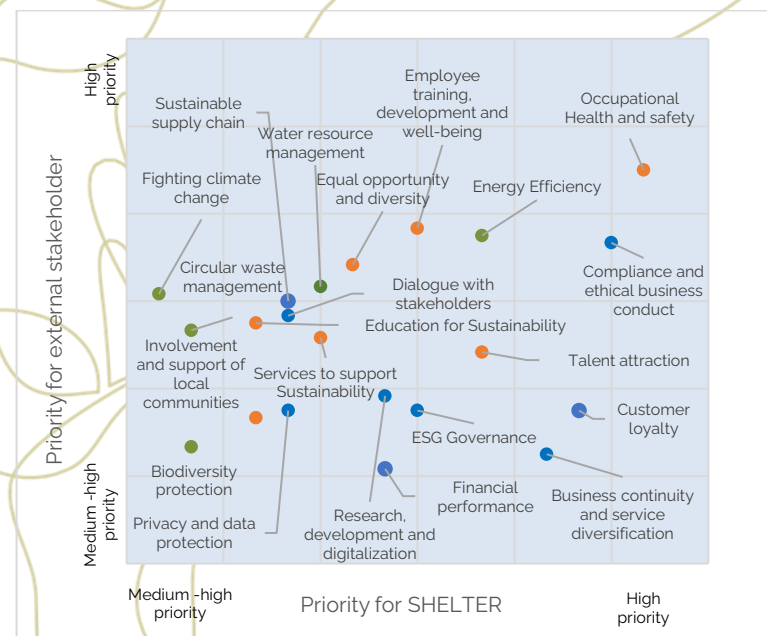 High
priority
Priority for external stakeholder
Medium -high
priority
Sustainable
supply chain
Water resource
management
Employee
training,
development and
well-being
Occupational
Health and safety
Fighting climate
change
Equal opportunity
and diversity
Energy Efficiency
Circular waste
management
Dialogue with
stakeholders
Compliance and
ethical business
conduct
Education for Sustainability
Involvement
and support of
local
communities
Services to support
Sustainability
Talent attraction
Customer
loyalty
ESG Governance
Biodiversity
protection
Financial
performance
Business continuity
and service
diversification
Privacy and data
protection
Research,
development and
digitalization
Medium -high
priority
Priority for SHELTER
High
priority